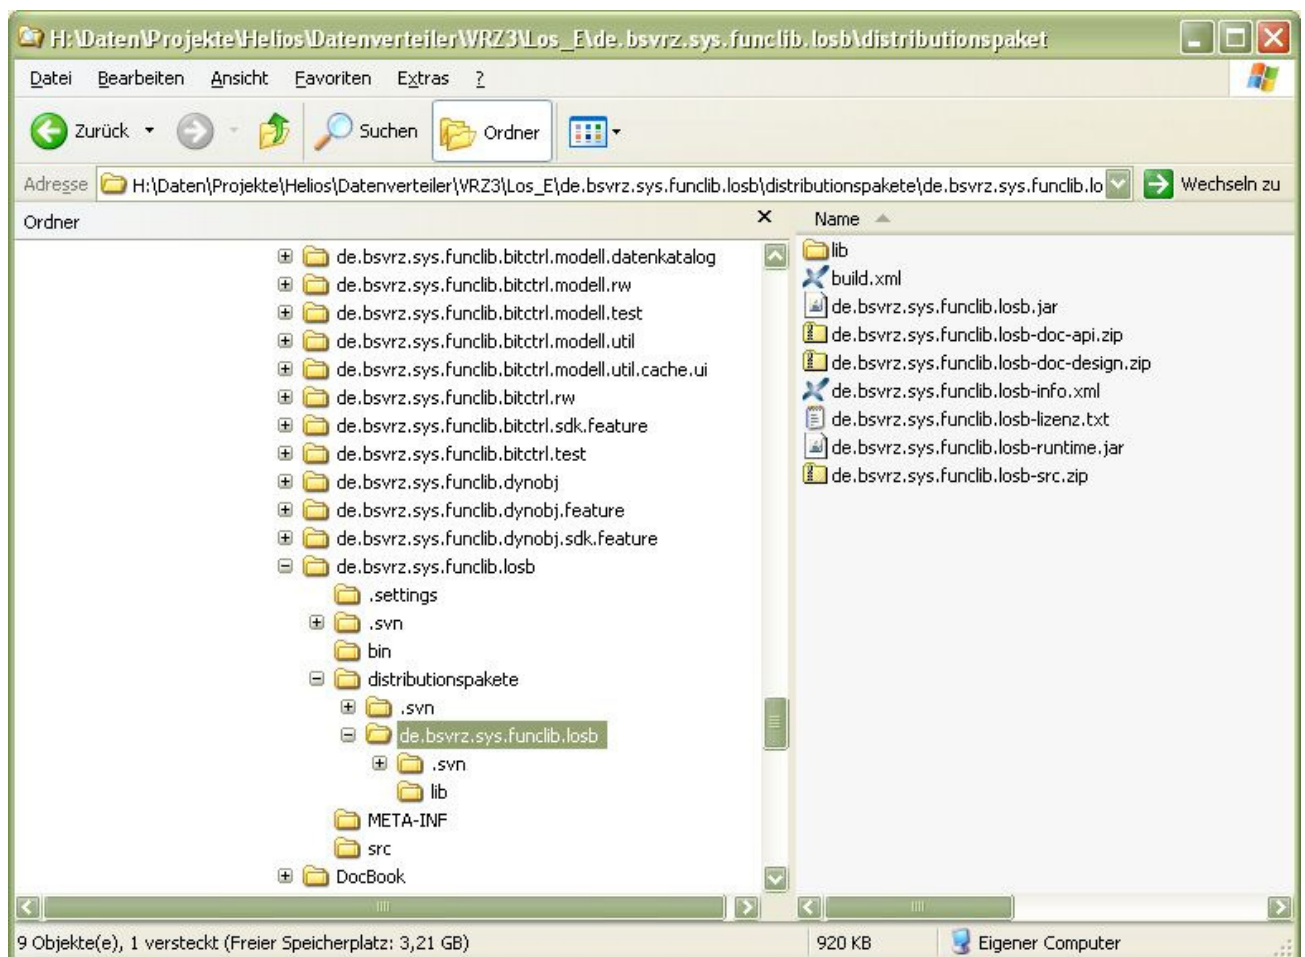 H:\Daten\Projekte\Helios\Datenverteiler\VRZ3\Los_E\de.bsvrz.sys.funclib.losb\distributionspaket
Datei Bearbeiten Ansicht Favoriten Extras ?
Zurück Suchen Ordner
Adresse H:\Daten\Projekte\Helios\Datenverteiler\VRZ3\Los_E\de.bsvrz.sys.funclib.losb\distributionspakete\de.bsvrz.sys.funclib.lo Wechseln zu
Ordner
de.bsvrz.sys.funclib.bitctrl.modell.datenkatalog
de.bsvrz.sys.funclib.bitctrl.modell.rw
de.bsvrz.sys.funclib.bitctrl.modell.test
de.bsvrz.sys.funclib.bitctrl.modell.util
de.bsvrz.sys.funclib.bitctrl.modell.util.cache.ui
de.bsvrz.sys.funclib.bitctrl.rw
de.bsvrz.sys.funclib.bitctrl.sdk.feature
de.bsvrz.sys.funclib.bitctrl.test
de.bsvrz.sys.funclib.dynobj
de.bsvrz.sys.funclib.dynobj.feature
de.bsvrz.sys.funclib.dynobj.sdk.feature
de.bsvrz.sys.funclib.losb
.settings
.svn
bin
distributionspakete
.svn
de.bsvrz.sys.funclib.losb
.svn
lib
META-INF
src
DocBook
Name
lib
build.xml
de.bsvrz.sys.funclib.losb.jar
de.bsvrz.sys.funclib.losb-doc-api.zip
de.bsvrz.sys.funclib.losb-doc-design.zip
de.bsvrz.sys.funclib.losb-info.xml
de.bsvrz.sys.funclib.losb-lizenz.txt
de.bsvrz.sys.funclib.losb-runtime.jar
de.bsvrz.sys.funclib.losb-src.zip
9 Objekte(e), 1 versteckt (Freier Speicherplatz: 3,21 GB) 920 KB Eigener Computer